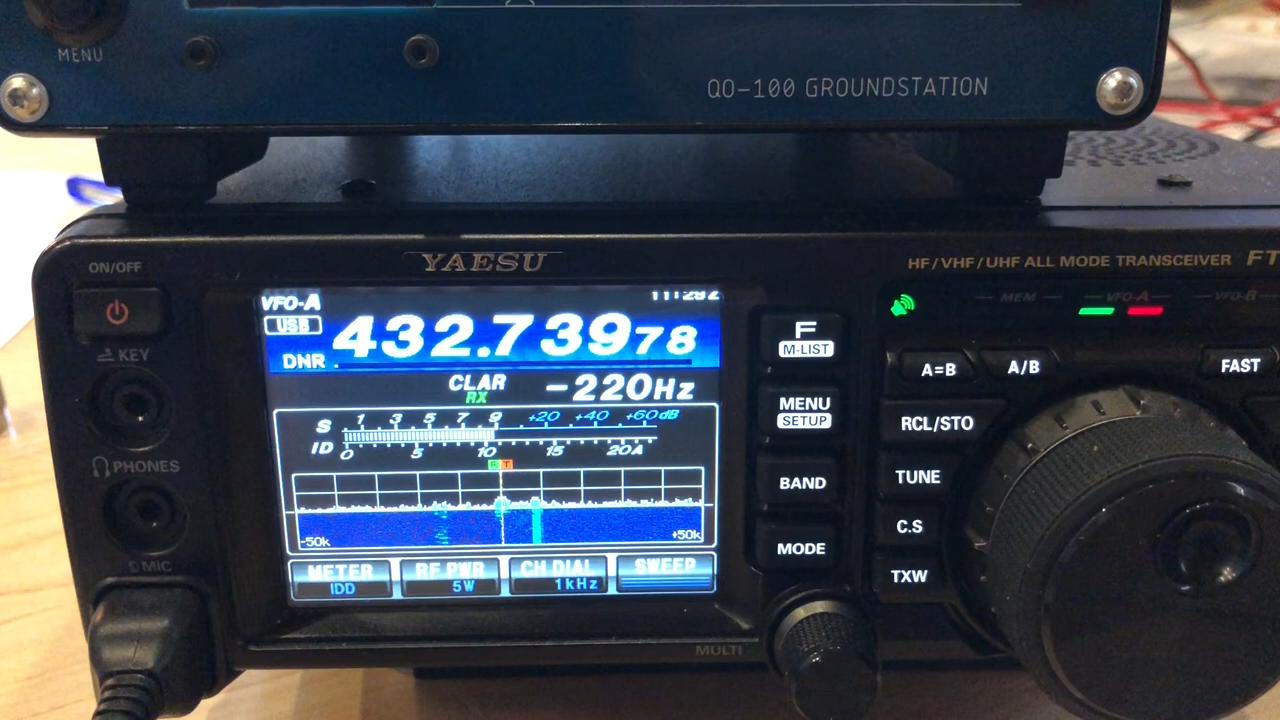 MENU
QO-100 GROUNDSTATION
ON/OFF
YAESU
HF/VHF/UHF ALL MODE TRANSCEIVER FT
VFO-A
USB
432.739 78
DNR
CLAR -220Hz
RX
S 1 3 5 7 9 +20 +40 +60dB
ID 0 5 10 15 20A
R T
-50k +50k
METER RF PWR CH DIAL SWEEP
IDD 5W 1kHz
KEY
PHONES
MIC
F
M-LIST
MENU
SETUP
BAND
MODE
MULTI
MEM VFO-A VFO-B
A=B A/B FAST
RCL/STO
TUNE
C.S
TXW